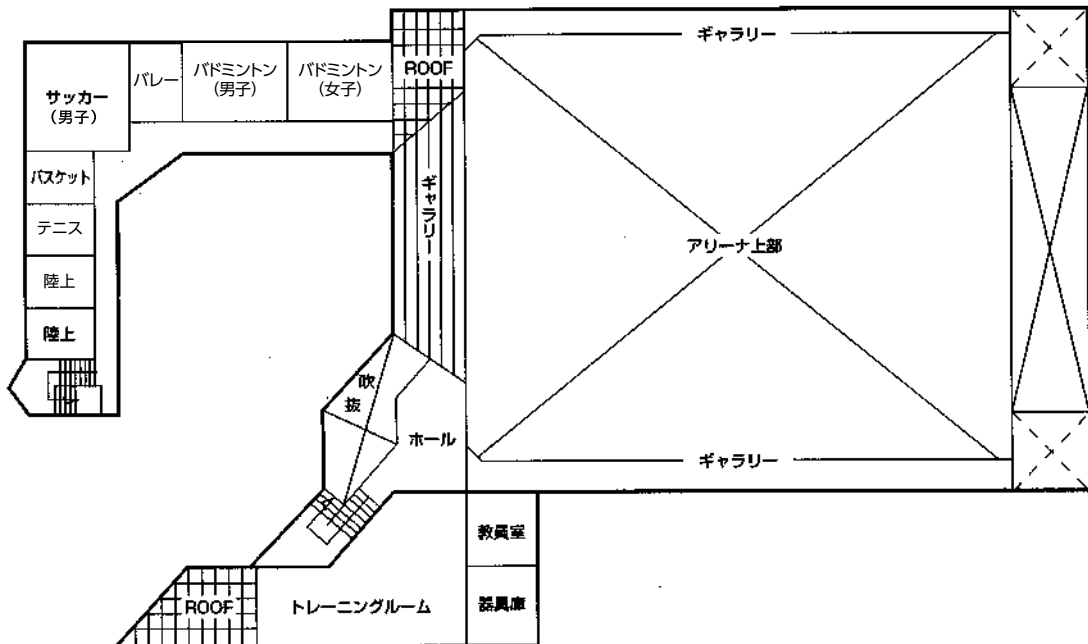 ギャラリー
ROOF
サッカー
(男子)
バレー
バドミントン
(男子)
バドミントン
(女子)
バスケット
テニス
陸上
陸上
ギャラリー
アリーナ上部
吹
抜
ホール
ギャラリー
教員室
器具庫
ROOF
トレーニングルーム